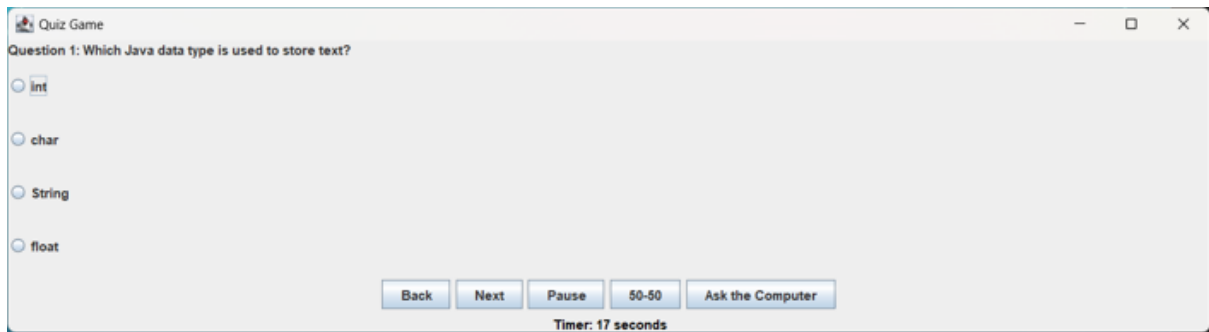 Quiz Game
Question 1: Which Java data type is used to store text?
int
char
String
float
Back Next Pause 50-50 Ask the Computer
Timer: 17 seconds